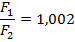 F₁/F₂ = 1,002